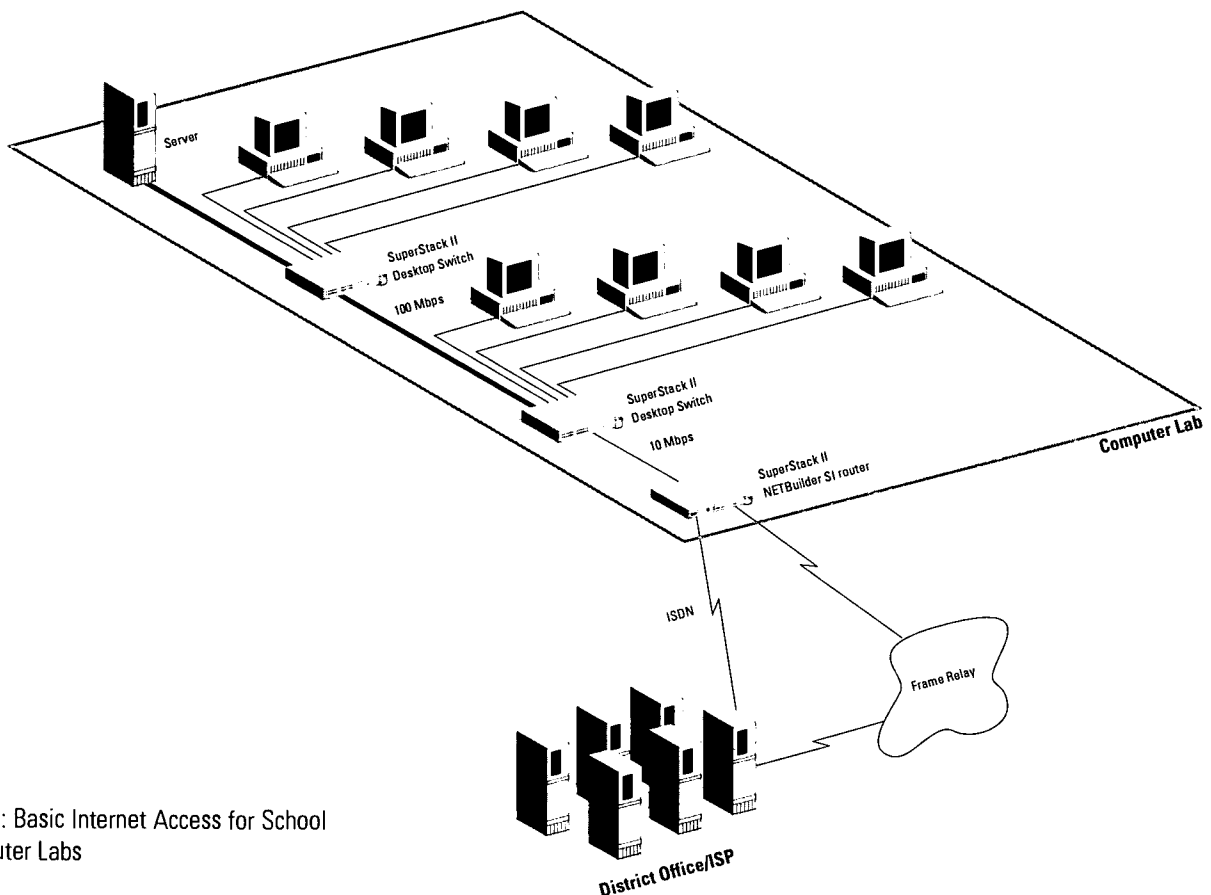 Server
SuperStack II
Desktop Switch
100 Mbps
SuperStack II
Desktop Switch
10 Mbps
Computer Lab
SuperStack II
NETBuilder SI router
ISDN
Frame Relay
: Basic Internet Access for School
uter Labs
District Office/ISP